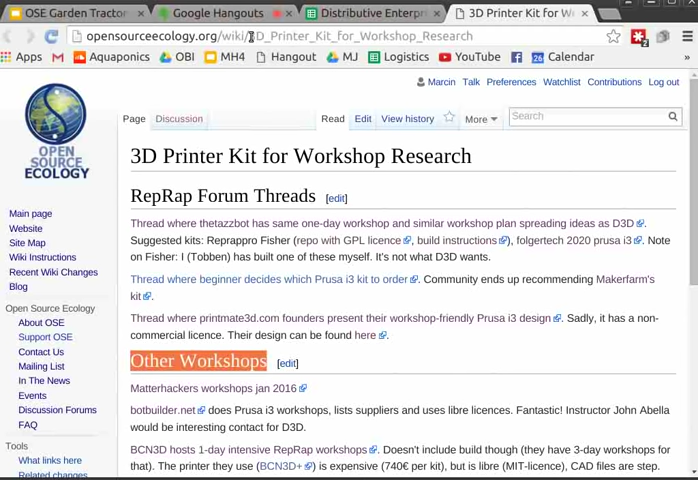 OSE Garden Tractor
Google Hangouts
Distributive Enterpr
3D Printer Kit for W
opensourceecology.org/wiki/3D_Printer_Kit_for_Workshop_Research
Apps M Aquaponics OBI MH4 Hangout MJ Logistics YouTube Calendar
Marcin Talk Preferences Watchlist Contributions Log out
Page Discussion Read Edit View history More Search
OPEN
SOURCE
ECOLOGY
Main page
Website
Site Map
Wiki Instructions
Recent Wiki Changes
Blog
Open Source Ecology
About OSE
Support OSE
Contact Us
Mailing List
In The News
Events
Discussion Forums
FAQ
Tools
What links here
Related changes
3D Printer Kit for Workshop Research
RepRap Forum Threads [edit]
Thread where thetazzbot has same one-day workshop and similar workshop plan spreading ideas as D3D.
Suggested kits: Reprappro Fisher (repo with GPL licence, build instructions), folgertech 2020 prusa i3. Note
on Fisher: I (Tobben) has built one of these myself. It's not what D3D wants.
Thread where beginner decides which Prusa i3 kit to order. Community ends up recommending Makerfarm's
kit.
Thread where printmate3d.com founders present their workshop-friendly Prusa i3 design. Sadly, it has a non-
commercial licence. Their design can be found here.
Other Workshops [edit]
Matterhackers workshops jan 2016
botbuilder.net does Prusa i3 workshops, lists suppliers and uses libre licences. Fantastic! Instructor John Abella
would be interesting contact for D3D.
BCN3D hosts 1-day intensive RepRap workshops. Doesn't include build though (they have 3-day workshops for
that). The printer they use (BCN3D+) is expensive (740€ per kit), but is libre (MIT-licence), CAD files are step.